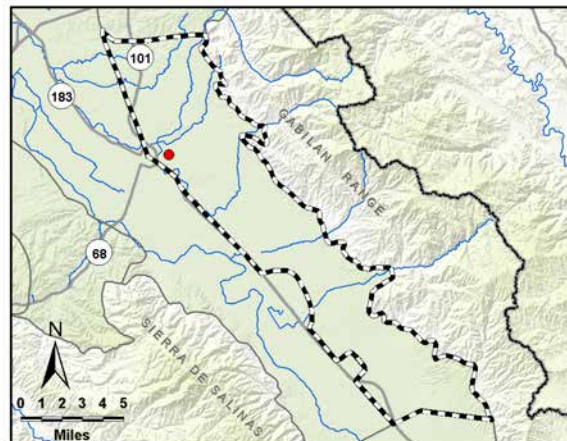 101
183
GABILAN RANGE
68
SIERRA DE SALINAS
N
0 1 2 3 4 5
Miles